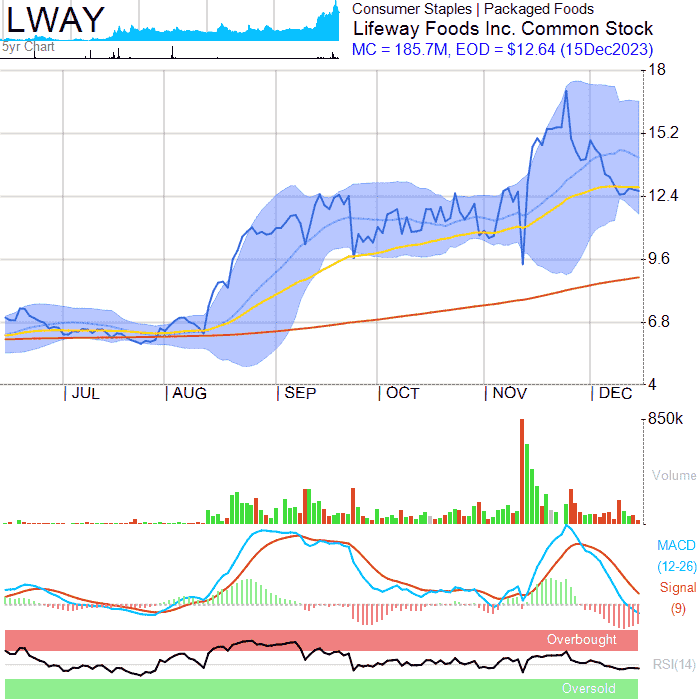 LWAY
5yr Chart
Consumer Staples | Packaged Foods
Lifeway Foods Inc. Common Stock
MC = 185.7M, EOD = $12.64 (15Dec2023)
18
15.2
12.4
9.6
6.8
4
| JUL | AUG | SEP | OCT | NOV | DEC
850k
Volume
MACD
(12-26)
Signal
(9)
Overbought
RSI(14)
Oversold